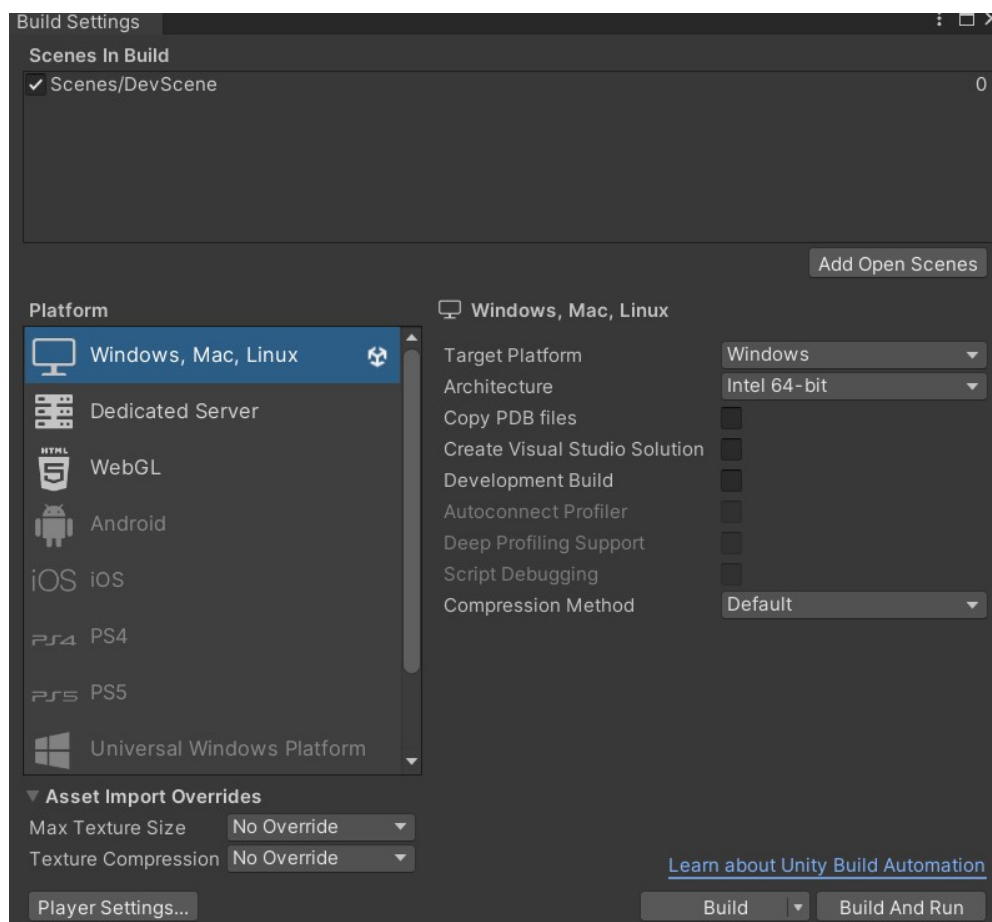 Build Settings
Scenes In Build
Scenes/DevScene 0
Add Open Scenes
Platform
Windows, Mac, Linux
Dedicated Server
HTML 5 WebGL
Android
iOS iOS
PS4 PS4
PS5 PS5
Universal Windows Platform
Windows, Mac, Linux
Target Platform Windows
Architecture Intel 64-bit
Copy PDB files
Create Visual Studio Solution
Development Build
Autoconnect Profiler
Deep Profiling Support
Script Debugging
Compression Method Default
Asset Import Overrides
Max Texture Size No Override
Texture Compression No Override
Learn about Unity Build Automation
Player Settings... Build Build And Run